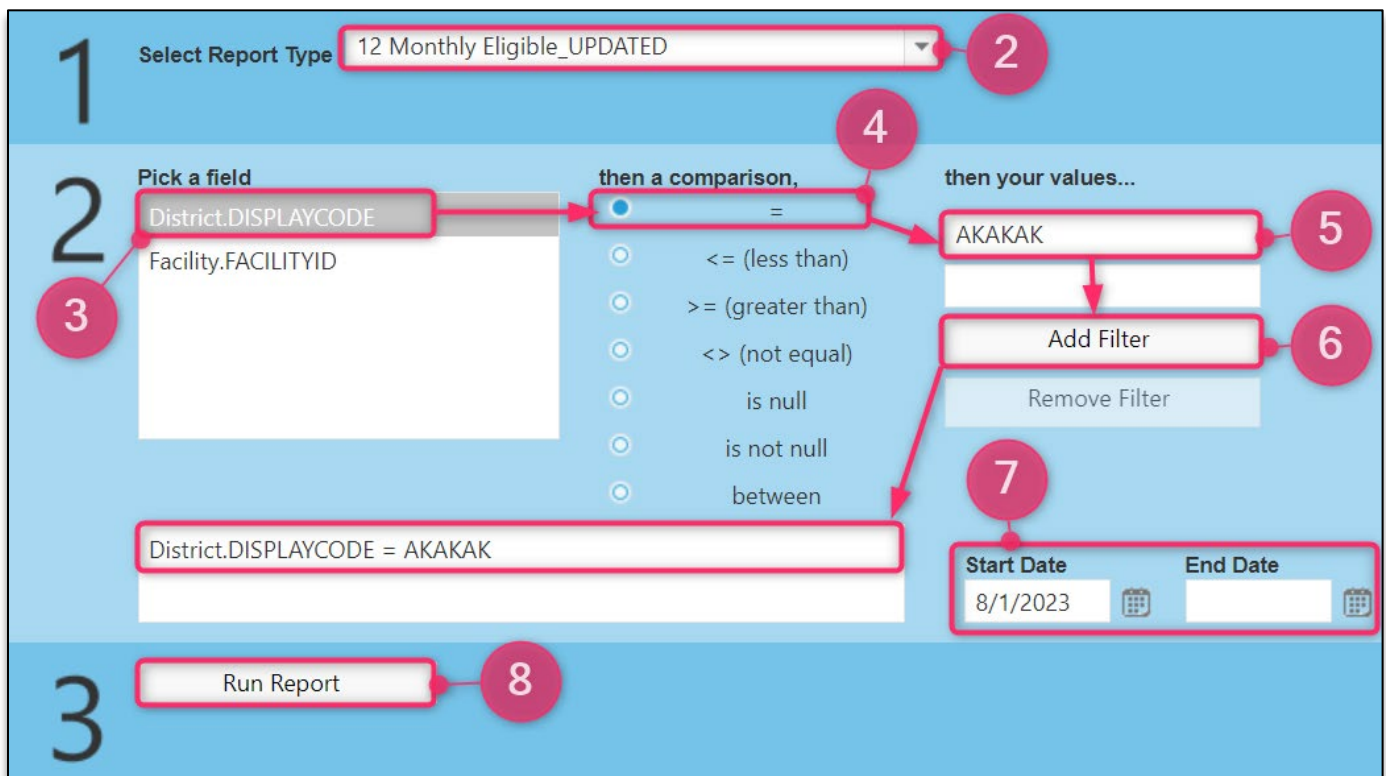 1
Select Report Type
12 Monthly Eligible_UPDATED
2
4
2
Pick a field
then a comparison,
then your values...
District.DISPLAYCODE
=
AKAKAK
5
Facility.FACILITYID
<= (less than)
3
>= (greater than)
Add Filter
6
<> (not equal)
is null
Remove Filter
is not null
7
between
District.DISPLAYCODE = AKAKAK
Start Date
End Date
8/1/2023
3
Run Report
8